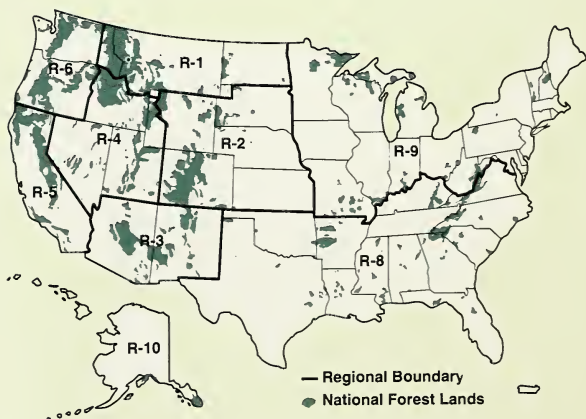 R-6
R-1
R-4
R-2
R-9
R-5
R-3
R-8
R-10
Regional Boundary
National Forest Lands